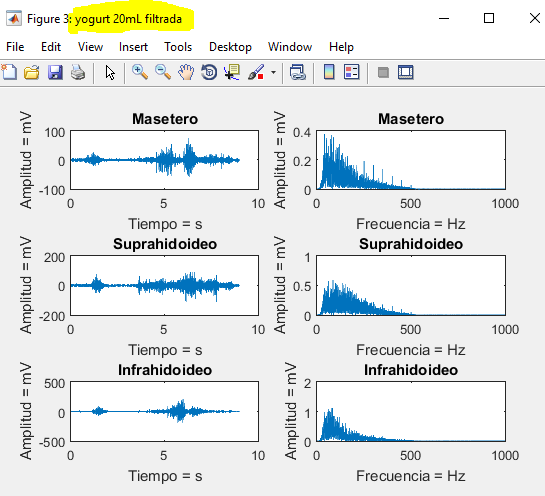 Figure 3: yogurt 20mL filtrada
File Edit View Insert Tools Desktop Window Help
Masetero
Amplitud = mV
100
0
-100
0 5 10
Tiempo = s
Masetero
Amplitud = mV
0.4
0.2
0
0 500 1000
Frecuencia = Hz
Suprahidoideo
Amplitud = mV
200
0
-200
0 5 10
Tiempo = s
Suprahidoideo
Amplitud = mV
1
0.5
0
0 500 1000
Frecuencia = Hz
Infrahidoideo
Amplitud = mV
500
0
-500
0 5 10
Tiempo = s
Infrahidoideo
Amplitud = mV
2
1
0
0 500 1000
Frecuencia = Hz